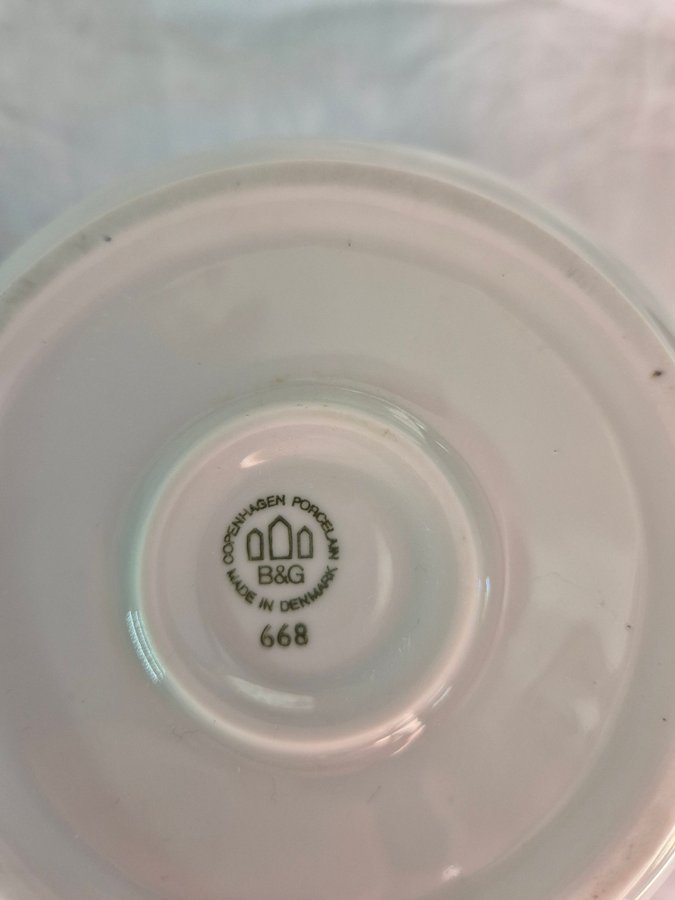 COPENHAGEN PORCELAIN
B&G
MADE IN DENMARK
668